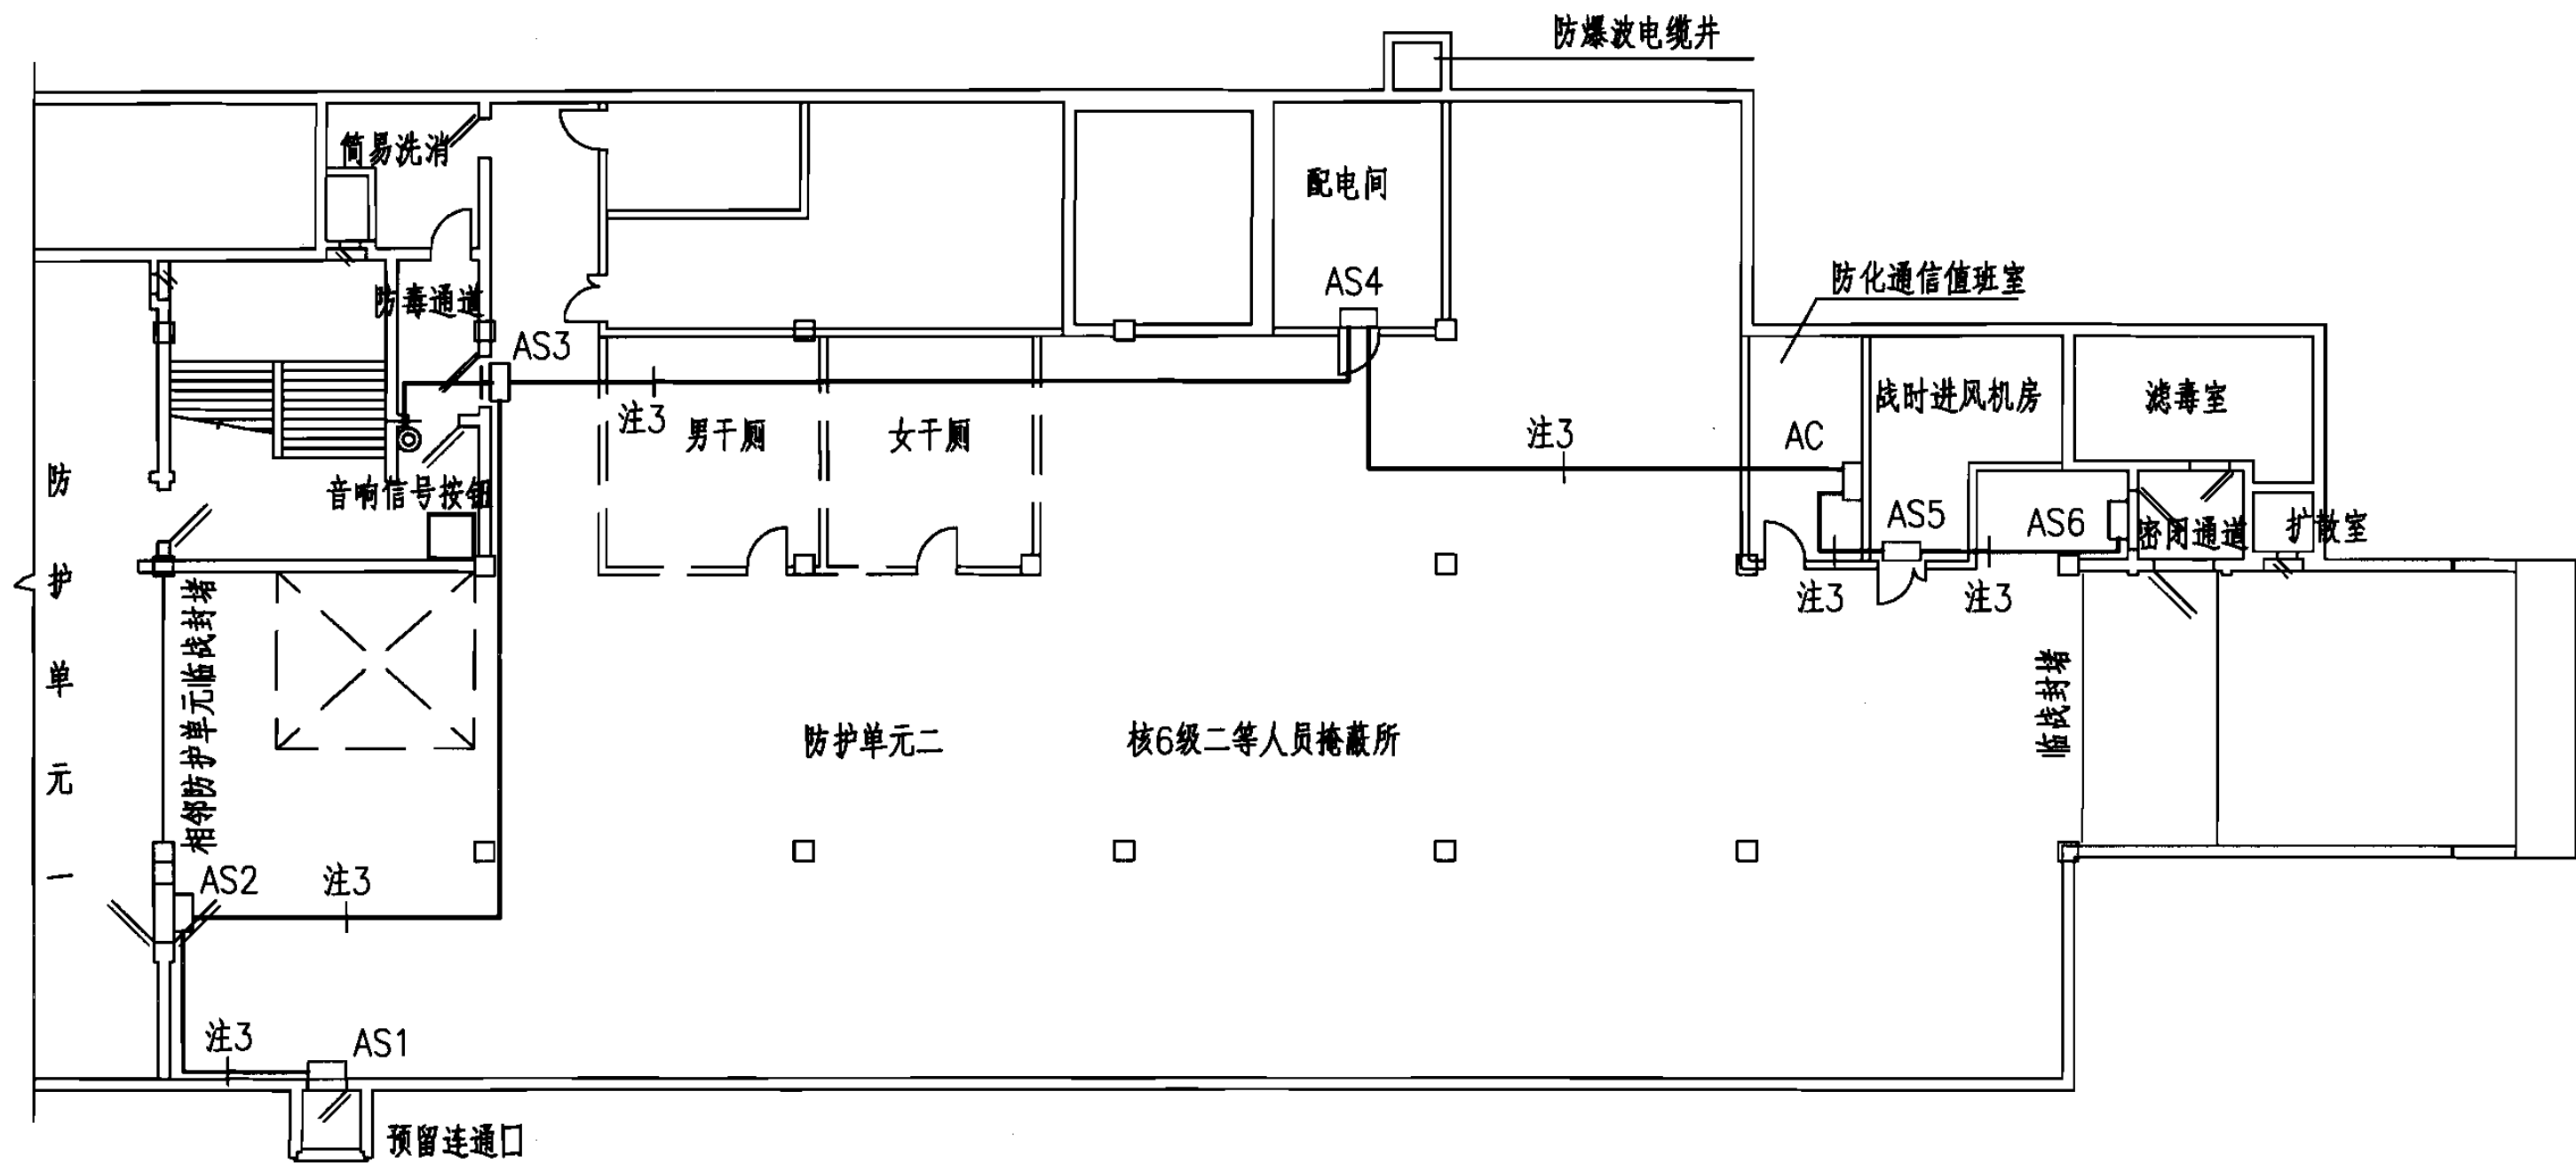 防爆波电缆井
简易洗消
配电间
防化通信值班室
AS4
防毒通道
AS3
注3
男干厕
女干厕
注3
AC
战时进风机房
滤毒室
音响信号按钮
AS5
AS6
密闭通道
扩散室
注3
注3
防护单元一
相邻防护单元临战封堵
防护单元二
核6级二等人员掩蔽所
临战封堵
AS2
注3
注3
AS1
预留连通口